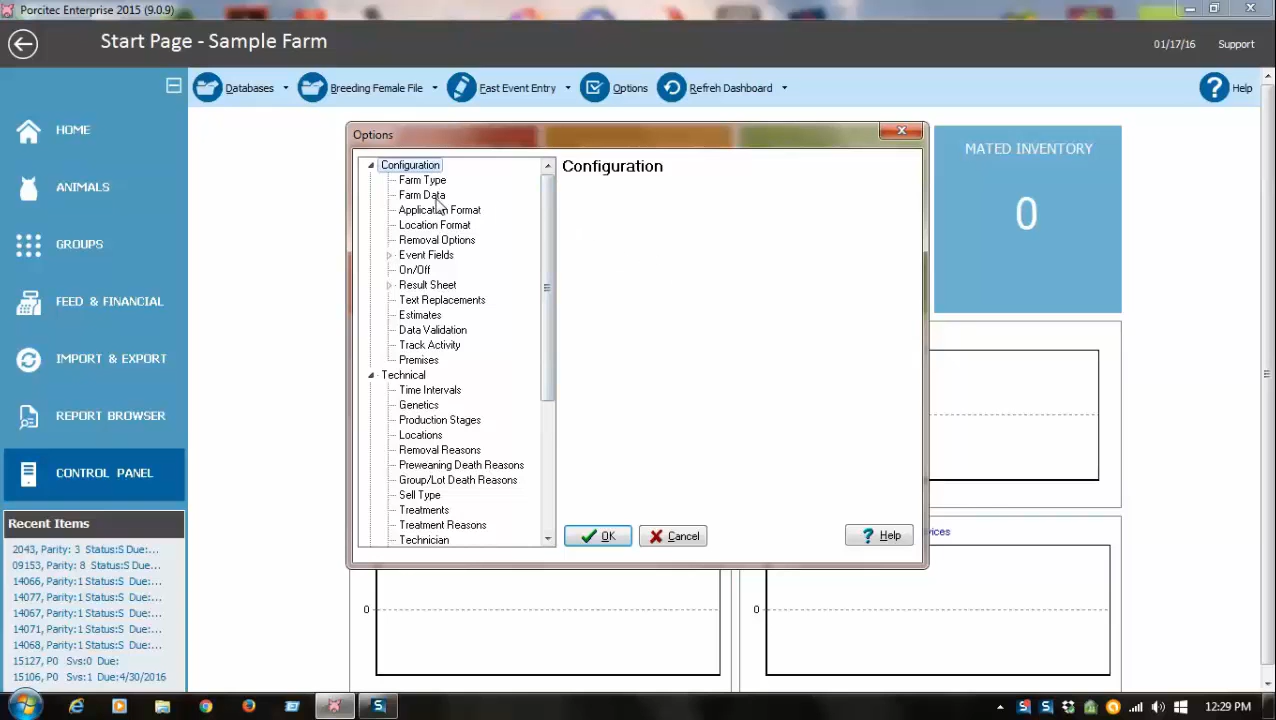 Porcitec Enterprise 2015 (9.0.9)
Start Page - Sample Farm
01/17/16
Support
Databases
Breeding Female File
Fast Event Entry
Options
Refreh Dashboard
Help
HOME
ANIMALS
GROUPS
FEED & FINANCIAL
IMPORT & EXPORT
REPORT BROWSER
CONTROL PANEL
Recent Items
2043, Parity: 3 Status:S Due:...
09153, Parity: 8 Status:S Due...
14066, Parity:1 Status:S Due:...
14077, Parity:1 Status:S Due:...
14067, Parity:1 Status:S Due:...
14071, Parity:1 Status:S Due:...
14068, Parity:1 Status:S Due:...
15127, P0 Svs:0 Due:
15106, P0 Svs:1 Due:4/30/2016
Options
Configuration
Farm Type
Farm Data
Application Format
Location Format
Removal Options
Event Fields
On/Off
Result Sheet
Text Replacements
Estimates
Data Validation
Track Activity
Premises
Technical
Time Intervals
Genetics
Production Stages
Locations
Removal Reasons
Preweaning Death Reasons
Group/Lot Death Reasons
Sell Type
Treatments
Treatment Reasons
Technician
Configuration
OK
Cancel
Help
MATED INVENTORY
0
vices
0
0
12:29 PM